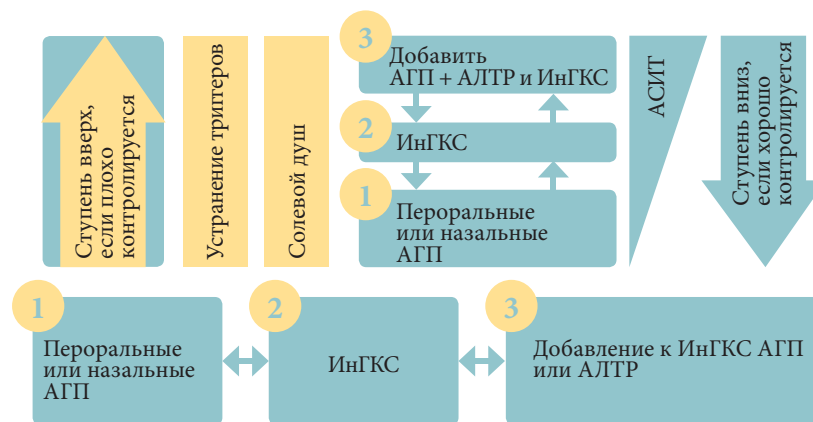 Ступень вверх,
если плохо
контролируется
Устранение триггеров
Солевой душ
3
Добавить
АГП + АЛТР и ИнГКС
2
ИнГКС
1
Пероральные
или назальные
АГП
АСИТ
Ступень вниз,
если хорошо
контролируется
1
Пероральные
или назальные
АГП
2
ИнГКС
3
Добавление к ИнГКС АГП
или АЛТР